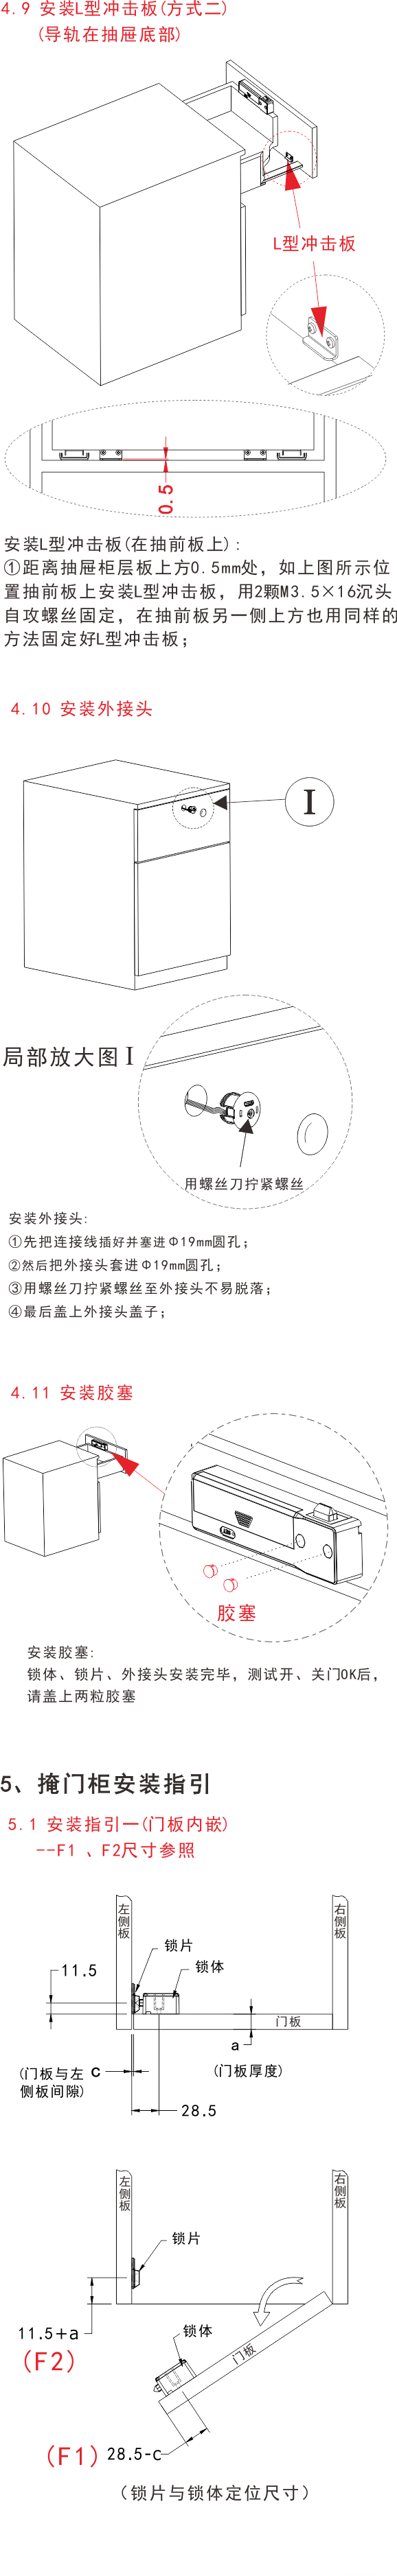 4.9 安装L型冲击板(方式二)
(导轨在抽屉底部)
L型冲击板
0.5
安装L型冲击板(在抽前板上):
①距离抽屉柜层板上方0.5mm处，如上图所示位
置抽前板上安装L型冲击板，用2颗M3.5×16沉头
自攻螺丝固定，在抽前板另一侧上方也用同样的
方法固定好L型冲击板；
4.10 安装外接头
I
局部放大图 I
用螺丝刀拧紧螺丝
安装外接头:
①先把连接线插好并塞进Φ19mm圆孔；
②然后把外接头套进Φ19mm圆孔；
③用螺丝刀拧紧螺丝至外接头不易脱落；
④最后盖上外接头盖子；
4.11 安装胶塞
胶塞
安装胶塞:
锁体、锁片、外接头安装完毕，测试开、关门OK后，
请盖上两粒胶塞
5、掩门柜安装指引
5.1 安装指引一(门板内嵌)
--F1 、F2尺寸参照
左侧板
右侧板
锁片
锁体
11.5
门板
a
(门板厚度)
(门板与左
侧板间隙)
c
28.5
左侧板
右侧板
锁片
11.5+a
(F2)
锁体
门板
(F1)
28.5-c
(锁片与锁体定位尺寸)